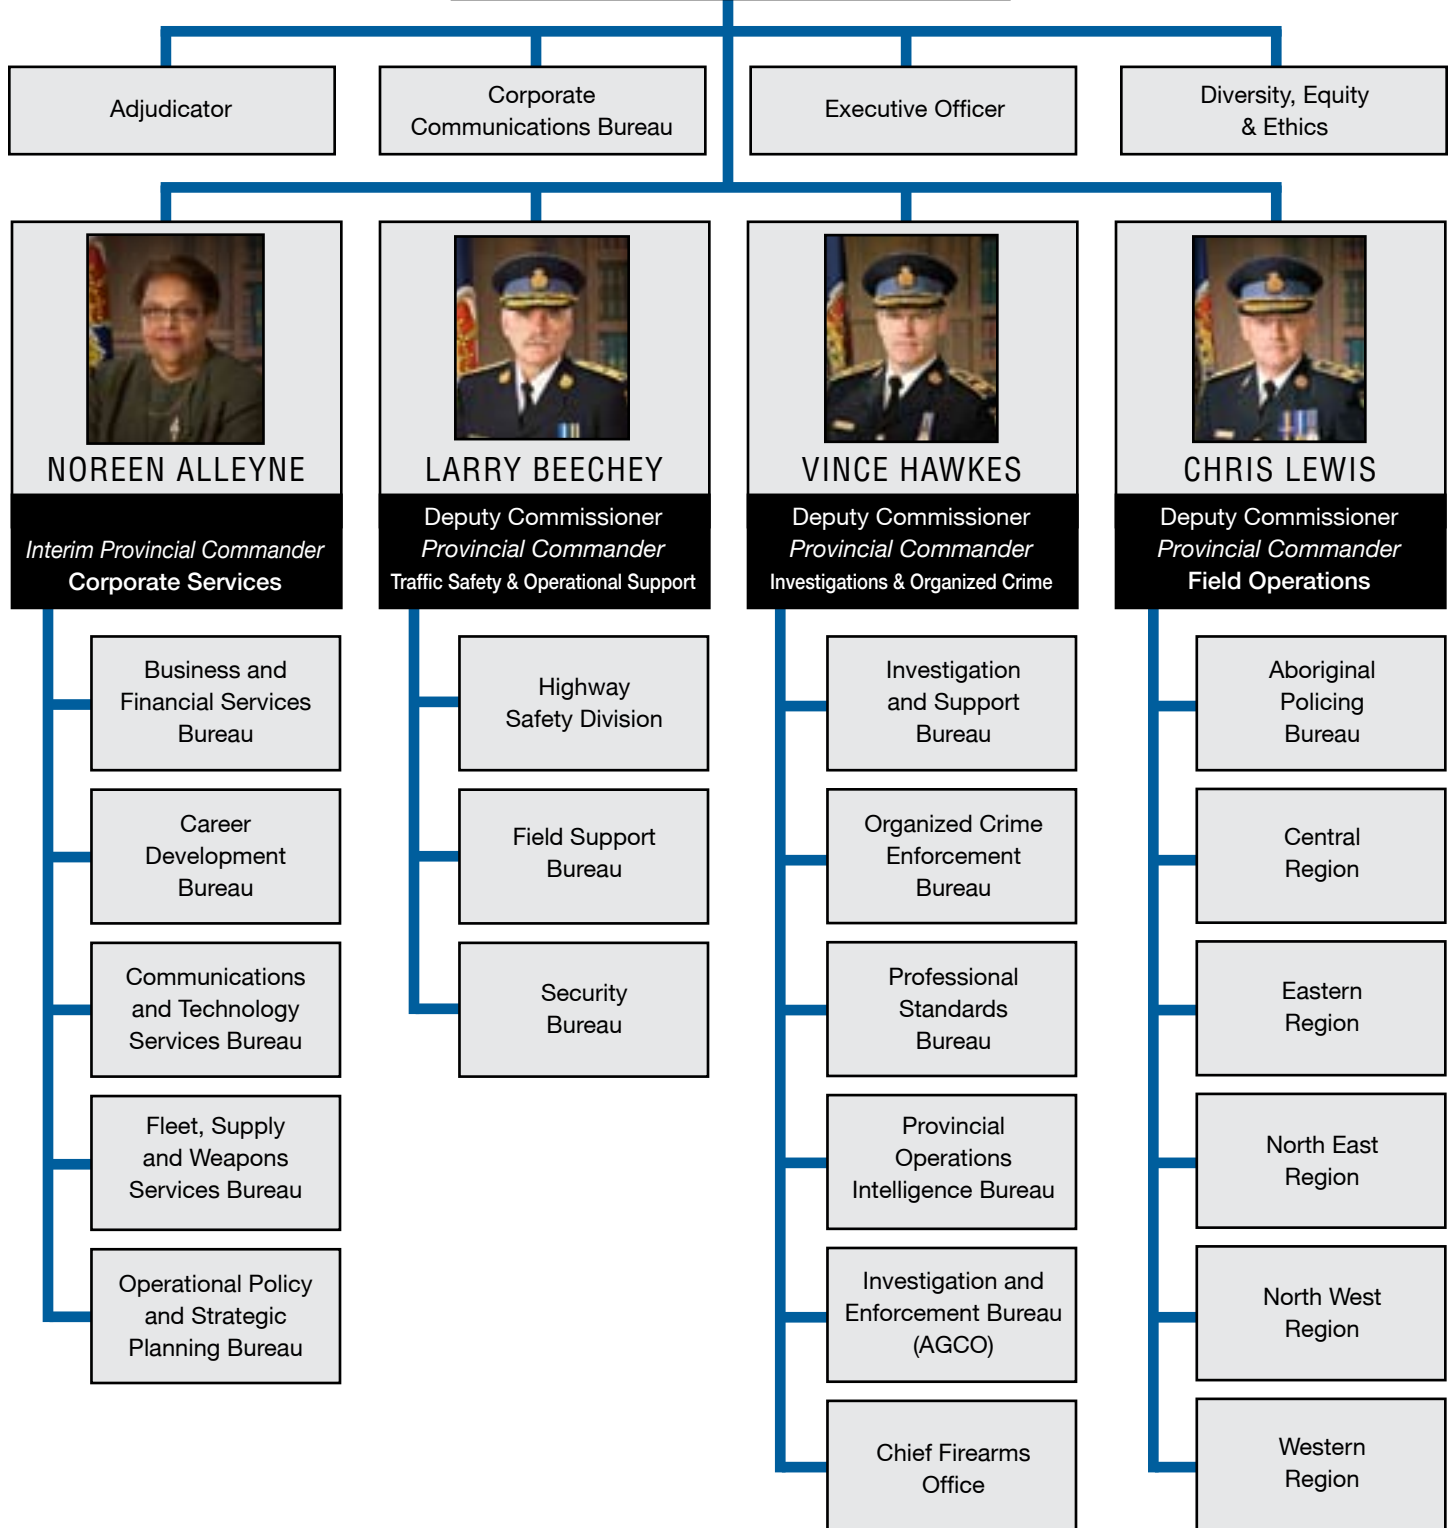 Adjudicator
Corporate
Communications Bureau
Executive Officer
Diversity, Equity
& Ethics
NOREEN ALLEYNE
Interim Provincial Commander
Corporate Services
Business and
Financial Services
Bureau
Career
Development
Bureau
Communications
and Technology
Services Bureau
Fleet, Supply
and Weapons
Services Bureau
Operational Policy
and Strategic
Planning Bureau
LARRY BEECHEY
Deputy Commissioner
Provincial Commander
Traffic Safety & Operational Support
Highway
Safety Division
Field Support
Bureau
Security
Bureau
VINCE HAWKES
Deputy Commissioner
Provincial Commander
Investigations & Organized Crime
Investigation
and Support
Bureau
Organized Crime
Enforcement
Bureau
Professional
Standards
Bureau
Provincial
Operations
Intelligence Bureau
Investigation and
Enforcement Bureau
(AGCO)
Chief Firearms
Office
CHRIS LEWIS
Deputy Commissioner
Provincial Commander
Field Operations
Aboriginal
Policing
Bureau
Central
Region
Eastern
Region
North East
Region
North West
Region
Western
Region